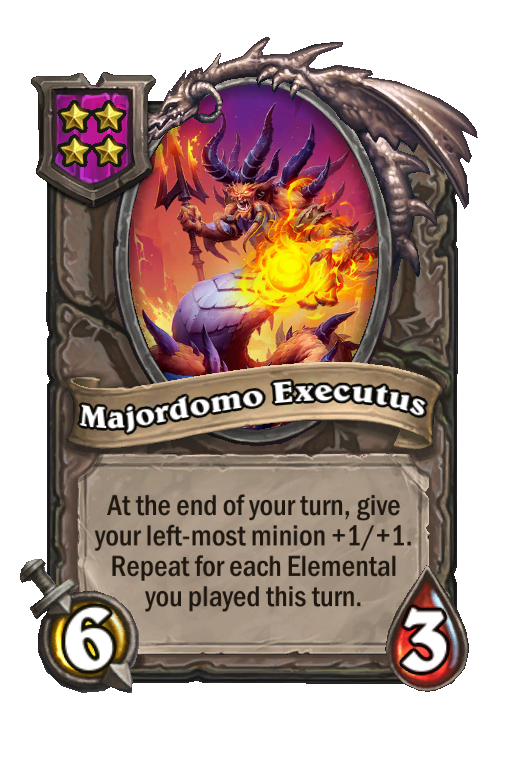 Majordomo Executus
At the end of your turn, give
your left-most minion +1/+1.
Repeat for each Elemental
you played this turn.
6
3